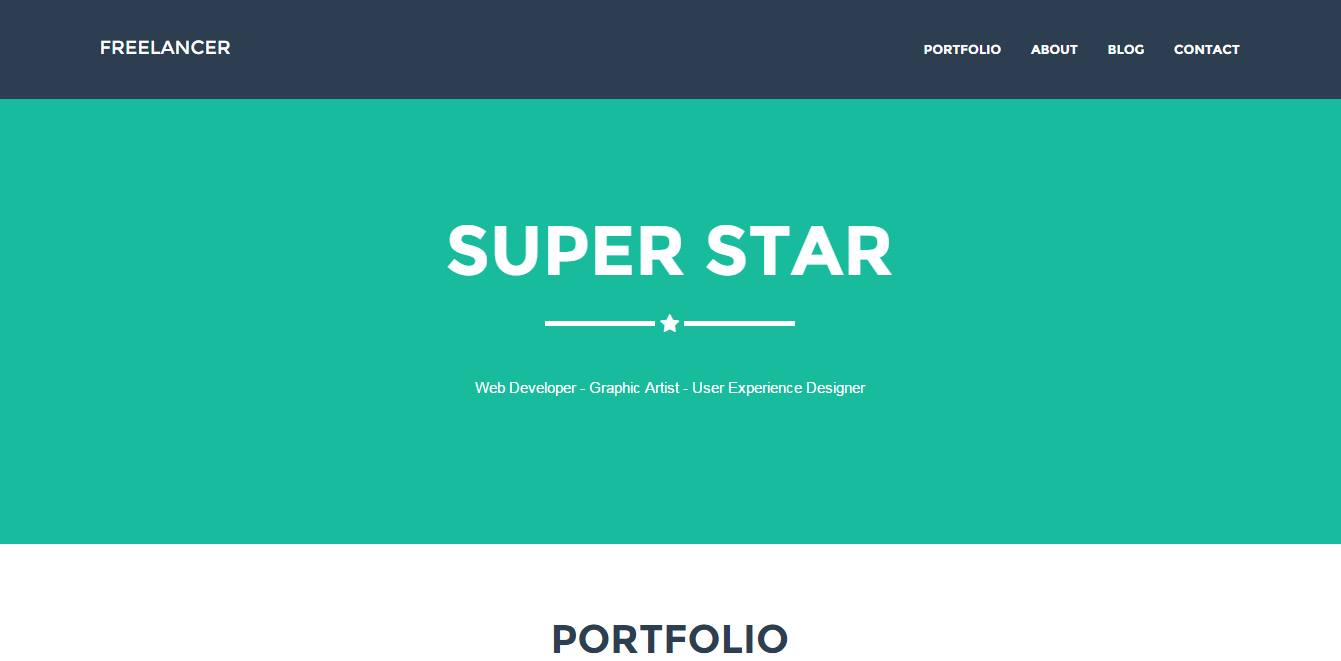 FREELANCER
PORTFOLIO ABOUT BLOG CONTACT
SUPER STAR
Web Developer - Graphic Artist - User Experience Designer
PORTFOLIO